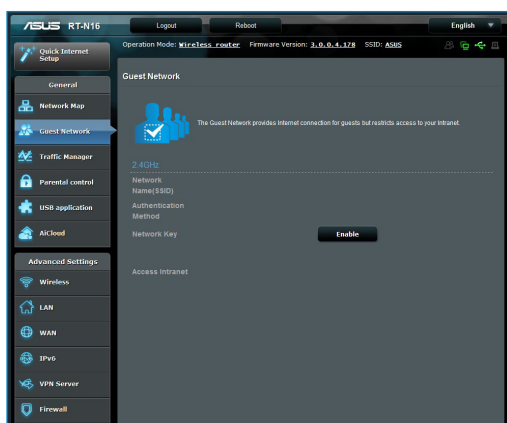 ASUS RT-N16
Logout
Reboot
English
Quick Internet
Setup
Operation Mode: Wireless router Firmware Version: 3.0.0.4.178 SSID: ASUS
General
Network Map
Guest Network
Traffic Manager
Parental control
USB application
AiCloud
Advanced Settings
Wireless
LAN
WAN
IPv6
VPN Server
Firewall
Guest Network
The Guest Network provides Internet connection for guests but restricts access to your Intranet.
2.4GHz
Network
Name(SSID)
Authentication
Method
Network Key
Enable
Access Intranet